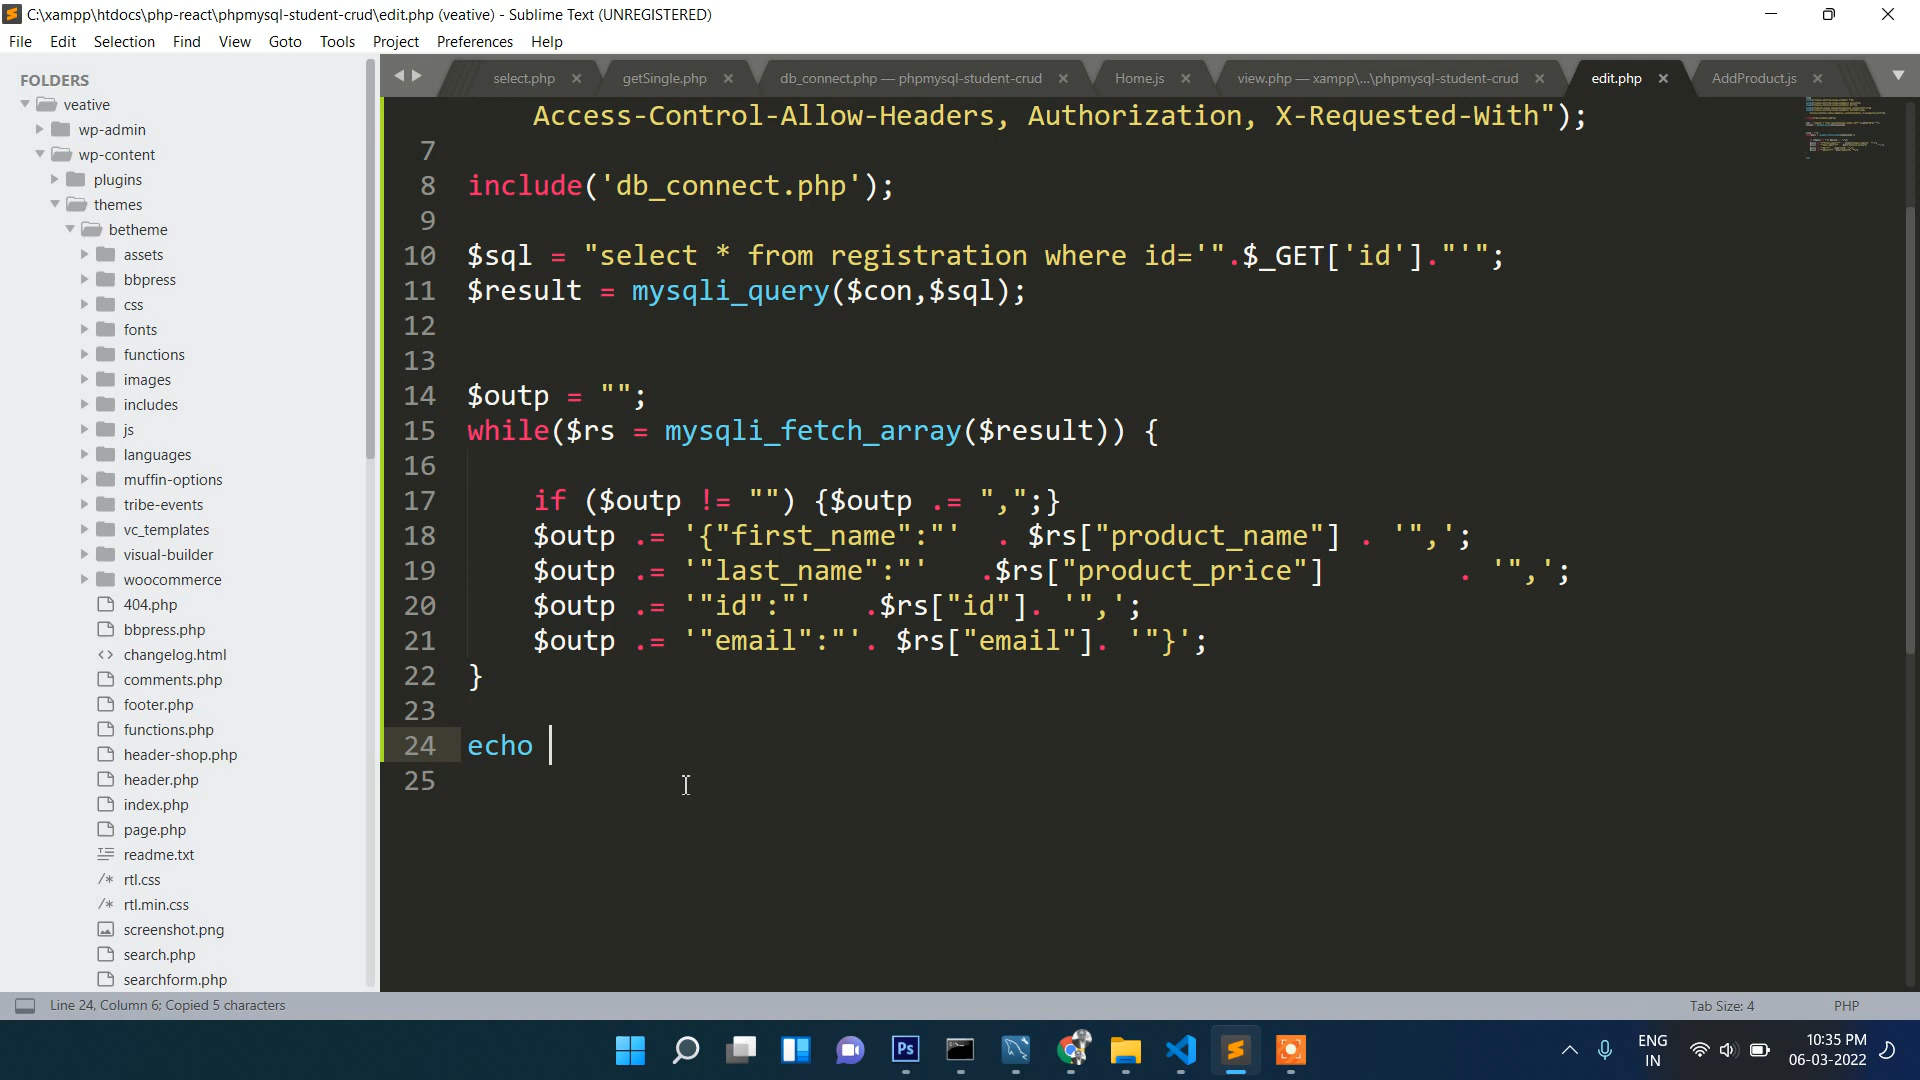 C:\xampp\htdocs\php-react\phpmysql-student-crud\edit.php (veative) - Sublime Text (UNREGISTERED)
File Edit Selection Find View Goto Tools Project Preferences Help
FOLDERS
veative
wp-admin
wp-content
plugins
themes
betheme
assets
bbpress
css
fonts
functions
images
includes
js
languages
muffin-options
tribe-events
vc_templates
visual-builder
woocommerce
404.php
bbpress.php
changelog.html
comments.php
footer.php
functions.php
header-shop.php
header.php
index.php
page.php
readme.txt
rtl.css
rtl.min.css
screenshot.png
search.php
searchform.php
select.php getSingle.php db_connect.php — phpmysql-student-crud Home.js view.php — xampp\...\phpmysql-student-crud edit.php AddProduct.js
Access-Control-Allow-Headers, Authorization, X-Requested-With");
7
8 include('db_connect.php');
9
10 $sql = "select * from registration where id='".$_GET['id']."'";
11 $result = mysqli_query($con,$sql);
12
13
14 $outp = "";
15 while($rs = mysqli_fetch_array($result)) {
16
17 if ($outp != "") {$outp .= ",";}
18 $outp .= '{"first_name":"' . $rs["product_name"] . '",';
19 $outp .= '"last_name":"' .$rs["product_price"] . '",';
20 $outp .= '"id":"' .$rs["id"]. '",';
21 $outp .= '"email":"'. $rs["email"]. '"}';
22 }
23
24 echo
25
Line 24, Column 6; Copied 5 characters
Tab Size: 4 PHP
Ps
ENG
IN
10:35 PM
06-03-2022